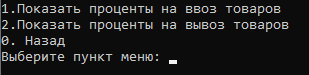 1.Показать проценты на ввоз товаров
2.Показать проценты на вывоз товаров
0. Назад
Выберите пункт меню: